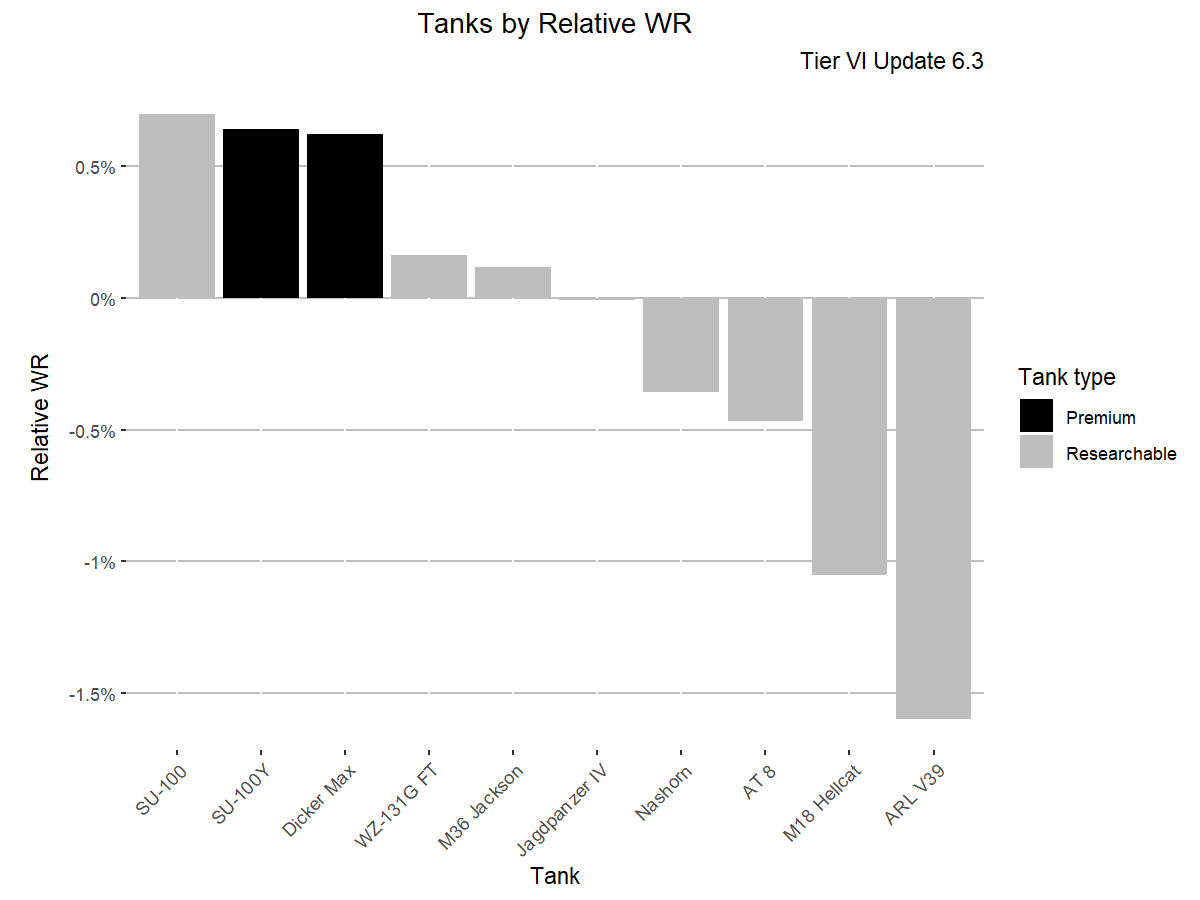 Tanks by Relative WR
Tier VI Update 6.3
Relative WR
0.5%
0%
-0.5%
-1%
-1.5%
SU-100
SU-100Y
Dicker Max
WZ-131G FT
M36 Jackson
Jagdpanzer IV
Nashorn
AT 8
M18 Hellcat
ARL V39
Tank
Tank type
Premium
Researchable